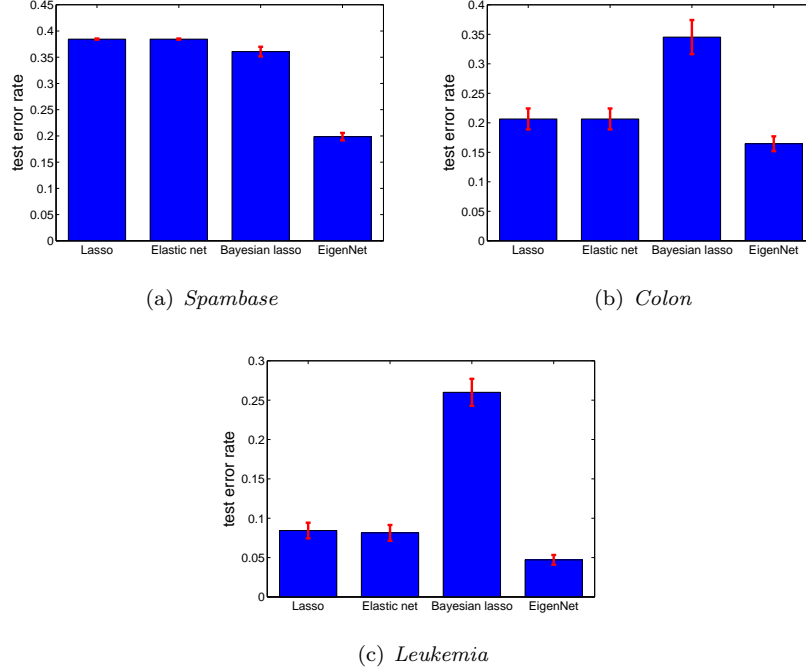 0.45
0.4
0.35
0.3
0.25
0.2
0.15
0.1
0.05
0
test error rate
Lasso Elastic net Bayesian lasso EigenNet
(a) Spambase
0.4
0.35
0.3
0.25
0.2
0.15
0.1
0.05
0
test error rate
Lasso Elastic net Bayesian lasso EigenNet
(b) Colon
0.3
0.25
0.2
0.15
0.1
0.05
0
test error rate
Lasso Elastic net Bayesian lasso EigenNet
(c) Leukemia